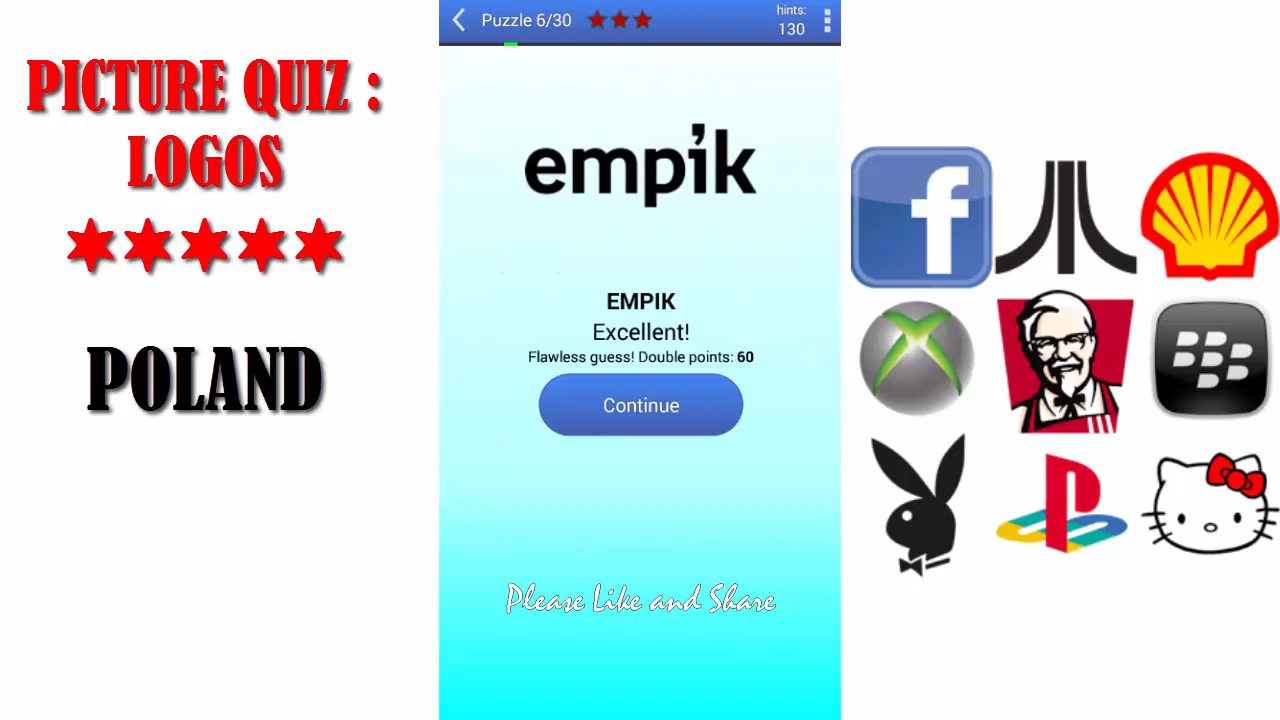 PICTURE QUIZ :
LOGOS
POLAND
Puzzle 6/30
hints:
130
empik
EMPIK
Excellent!
Flawless guess! Double points: 60
Continue
Please Like and Share
f